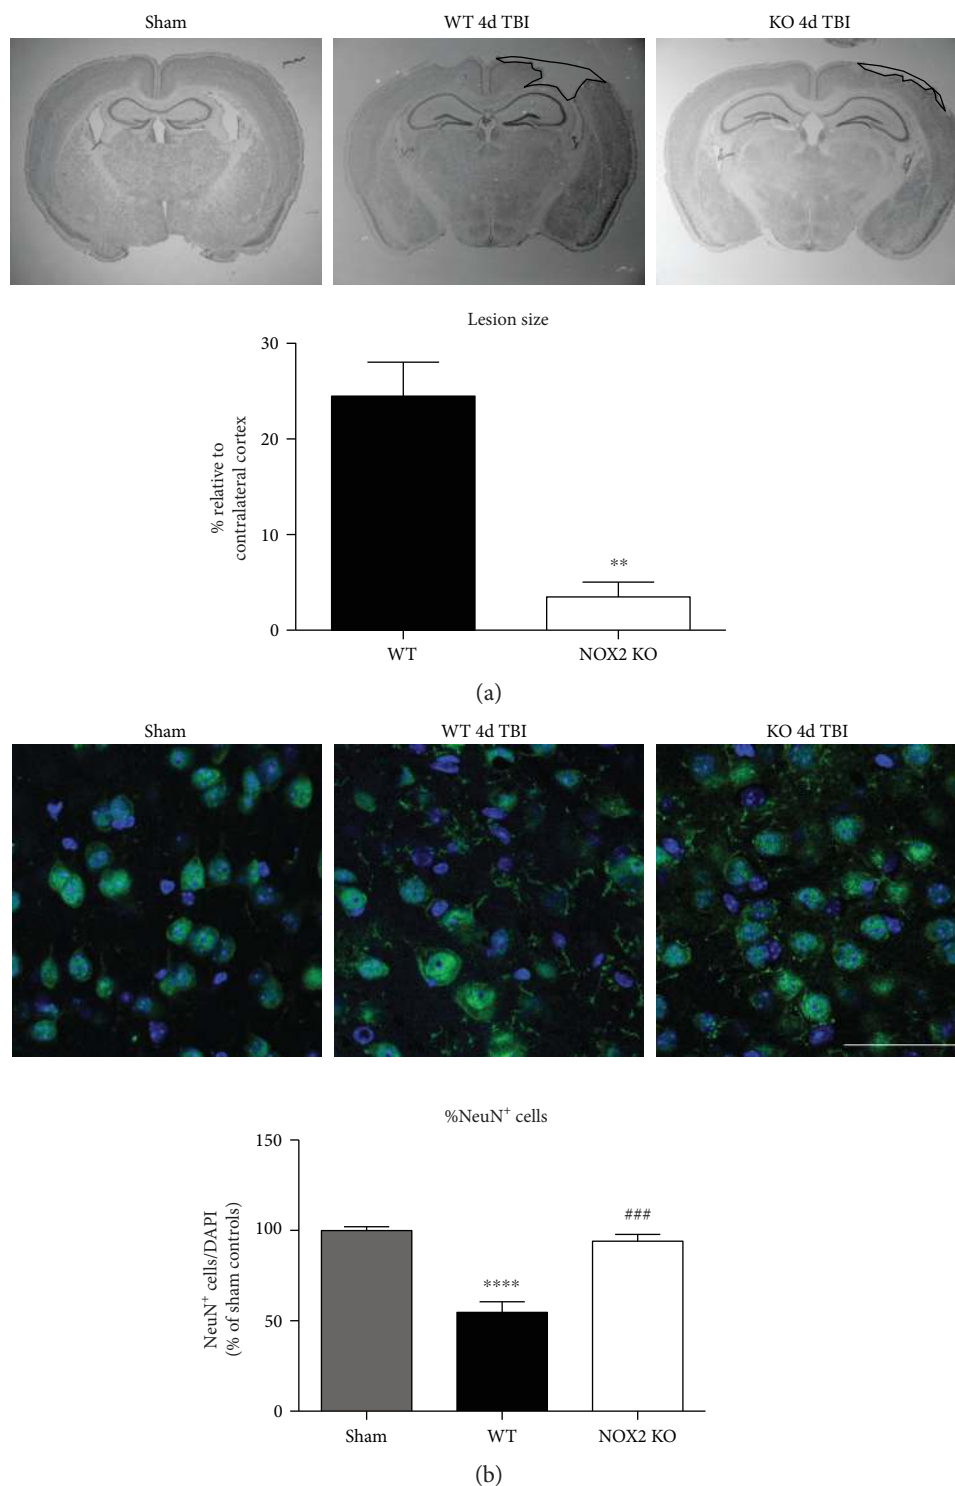 Sham WT 4d TBI KO 4d TBI
Lesion size
30
20
10
0
% relative to
contralateral cortex
**
WT NOX2 KO
(a)
Sham WT 4d TBI KO 4d TBI
%NeuN⁺ cells
150
100
50
0
NeuN⁺ cells/DAPI
(% of sham controls)
****
###
Sham WT NOX2 KO
(b)